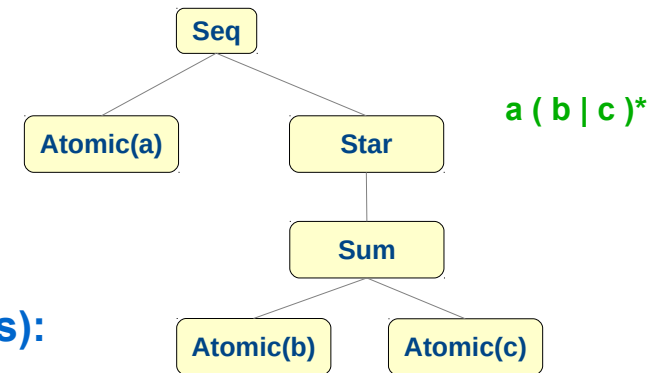 Seq
a ( b | c )*
Atomic(a)
Star
Sum
s):
Atomic(b)
Atomic(c)